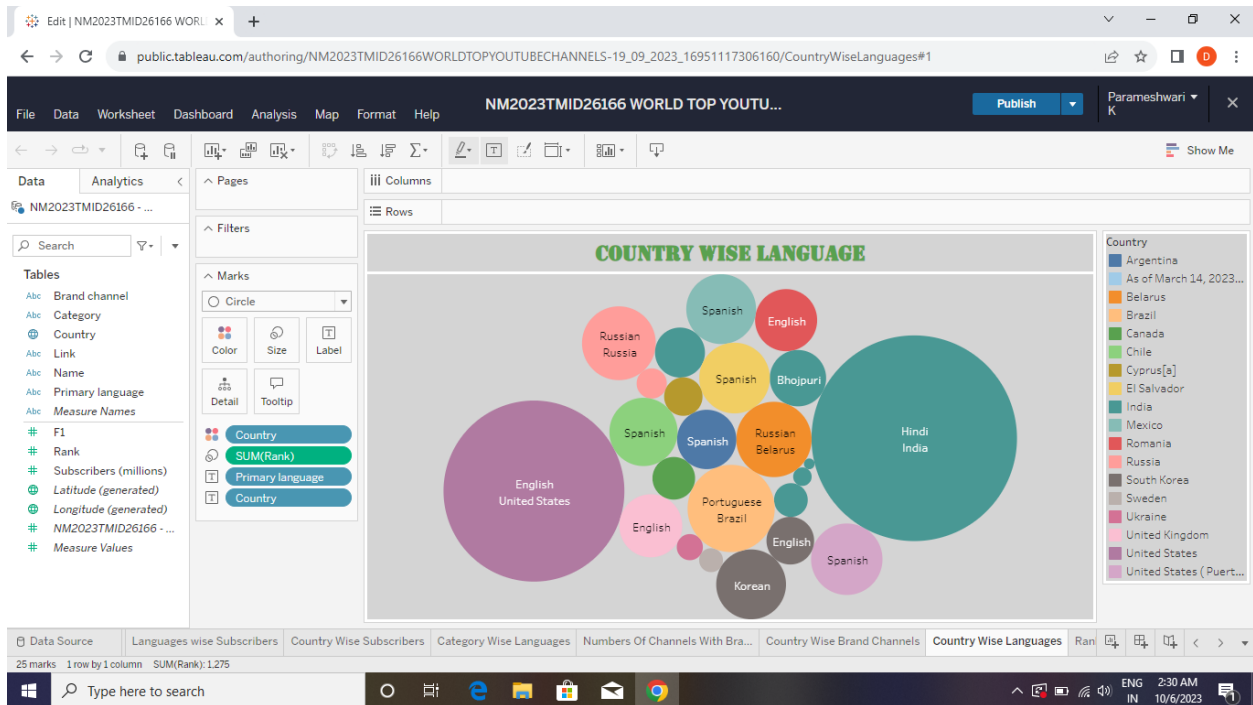 Edit | NM2023TMID26166 WORL
public.tableau.com/authoring/NM2023TMID26166WORLDTOPYOUTUBECHANNELS-19_09_2023_16951117306160/CountryWiseLanguages#1
D
NM2023TMID26166 WORLD TOP YOUTU...
Publish
Parameshwari
K
File Data Worksheet Dashboard Analysis Map Format Help
Show Me
Data Analytics
NM2023TMID26166 - ...
Search
Tables
Abc Brand channel
Abc Category
Country
Abc Link
Abc Name
Abc Primary language
Abc Measure Names
# F1
# Rank
# Subscribers (millions)
Latitude (generated)
Longitude (generated)
# NM2023TMID26166 - ...
# Measure Values
Pages
Filters
Marks
Circle
Color Size Label
Detail Tooltip
Country
SUM(Rank)
Primary language
Country
Columns
Rows
COUNTRY WISE LANGUAGE
Spanish
English
Russian
Russia
Spanish
Bhojpuri
Spanish
Spanish
Russian
Belarus
Hindi
India
English
United States
Portuguese
Brazil
English
English
Spanish
Korean
Country
Argentina
As of March 14, 2023...
Belarus
Brazil
Canada
Chile
Cyprus[a]
El Salvador
India
Mexico
Romania
Russia
South Korea
Sweden
Ukraine
United Kingdom
United States
United States ( Puert...
Data Source Languages wise Subscribers Country Wise Subscribers Category Wise Languages Numbers Of Channels With Bra... Country Wise Brand Channels Country Wise Languages Ran
25 marks 1 row by 1 column SUM(Rank): 1,275
Type here to search
ENG
IN
2:30 AM
10/6/2023
1